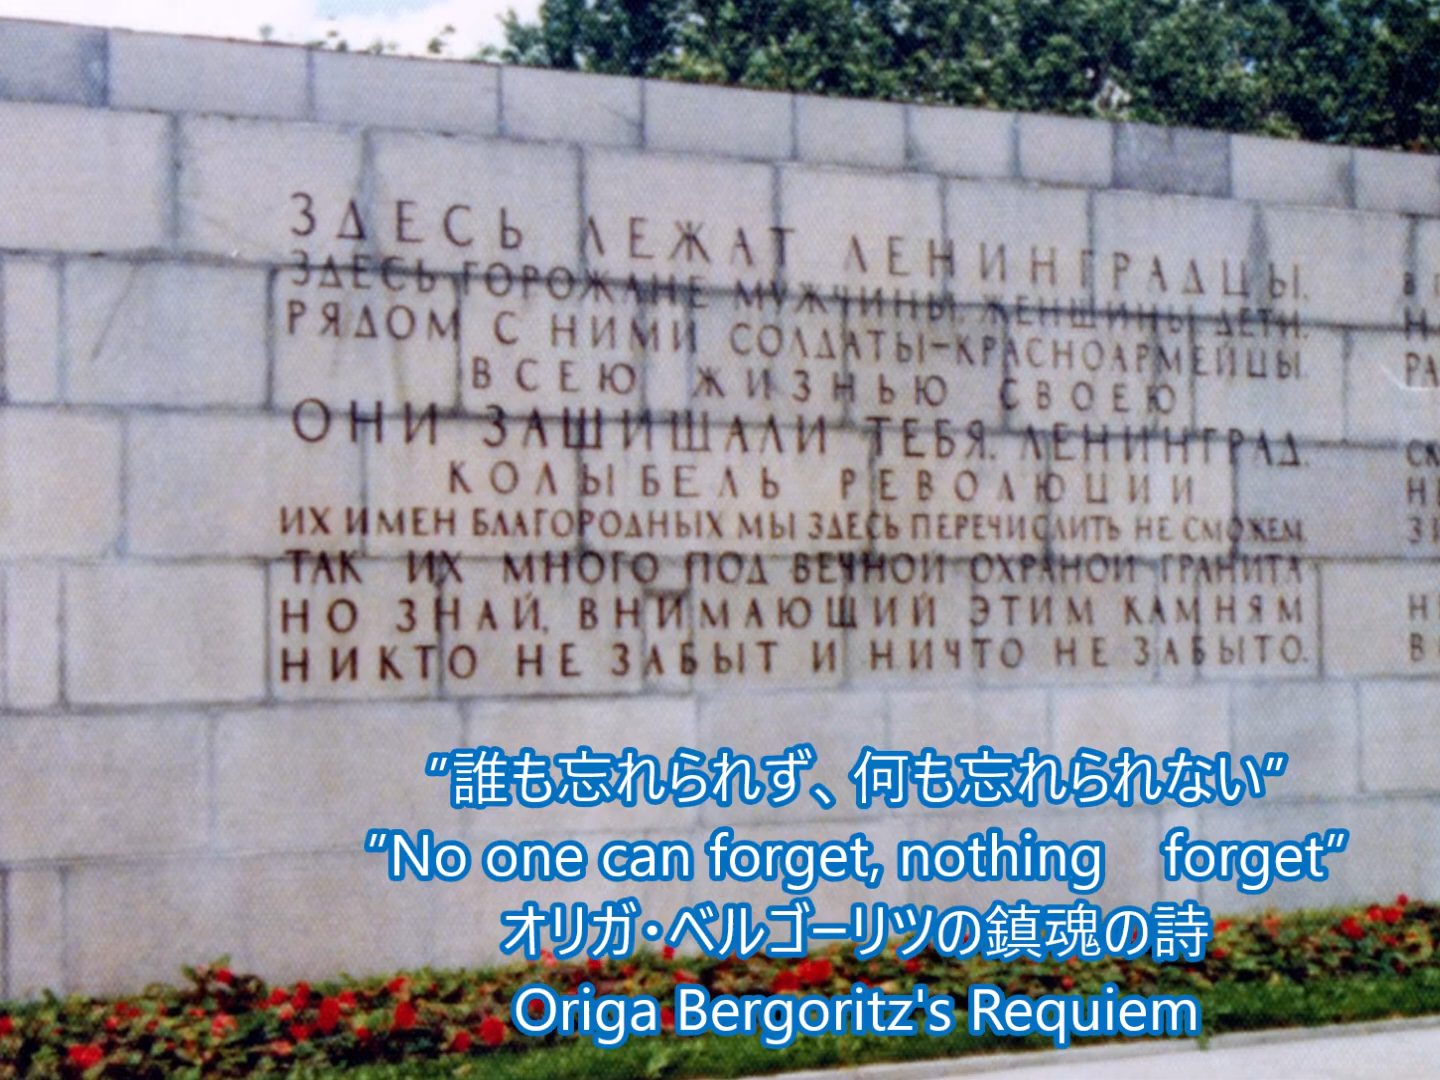 ЗДЕСЬ ЛЕЖАТ ЛЕНИНГРАДЦЫ.
ЗДЕСЬ ГОРОЖАНЕ МУЖЧИНЫ, ЖЕНЩИНЫ, ДЕТИ.
РЯДОМ С НИМИ СОЛДАТЫ-КРАСНОАРМЕЙЦЫ.
ВСЕЮ ЖИЗНЬЮ СВОЕЮ
ОНИ ЗАЩИЩАЛИ ТЕБЯ, ЛЕНИНГРАД,
КОЛЫБЕЛЬ РЕВОЛЮЦИИ
ИХ ИМЕН БЛАГОРОДНЫХ МЫ ЗДЕСЬ ПЕРЕЧИСЛИТЬ НЕ СМОЖЕМ.
ТАК ИХ МНОГО ПОД ВЕЧНОЙ ОХРАНОЙ ГРАНИТА
НО ЗНАЙ, ВНИМАЮЩИЙ ЭТИМ КАМНЯМ
НИКТО НЕ ЗАБЫТ И НИЧТО НЕ ЗАБЫТО.
"誰も忘れられず、何も忘れられない"
"No one can forget, nothing　forget"
オリガ・ベルゴーリツの鎮魂の詩
Origa Bergoritz's Requiem